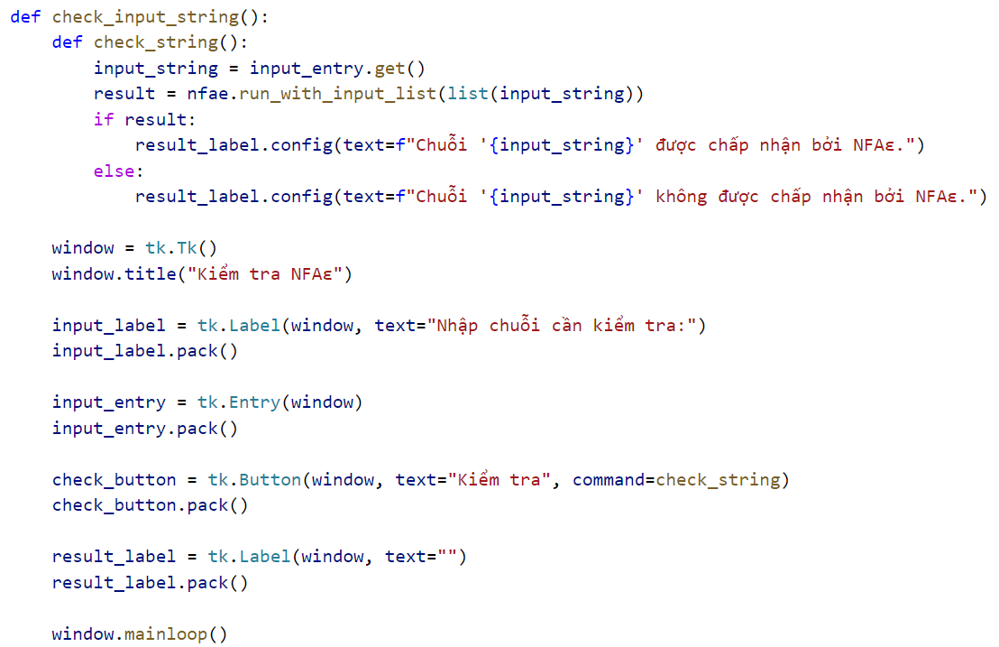 def check_input_string():
    def check_string():
        input_string = input_entry.get()
        result = nfae.run_with_input_list(list(input_string))
        if result:
            result_label.config(text=f"Chuỗi '{input_string}' được chấp nhận bởi NFAε.")
        else:
            result_label.config(text=f"Chuỗi '{input_string}' không được chấp nhận bởi NFAε.")

    window = tk.Tk()
    window.title("Kiểm tra NFAε")

    input_label = tk.Label(window, text="Nhập chuỗi cần kiểm tra:")
    input_label.pack()

    input_entry = tk.Entry(window)
    input_entry.pack()

    check_button = tk.Button(window, text="Kiểm tra", command=check_string)
    check_button.pack()

    result_label = tk.Label(window, text="")
    result_label.pack()

    window.mainloop()